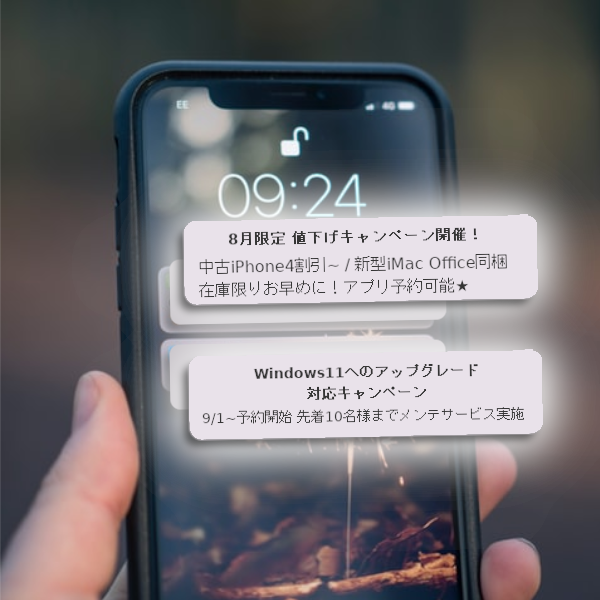 EE
4G
09:24
8月限定 値下げキャンペーン開催！
中古iPhone4割引~ / 新型iMac Office同梱
在庫限りお早めに！アプリ予約可能★
Windows11へのアップグレード
対応キャンペーン
9/1~予約開始 先着10名様までメンテサービス実施